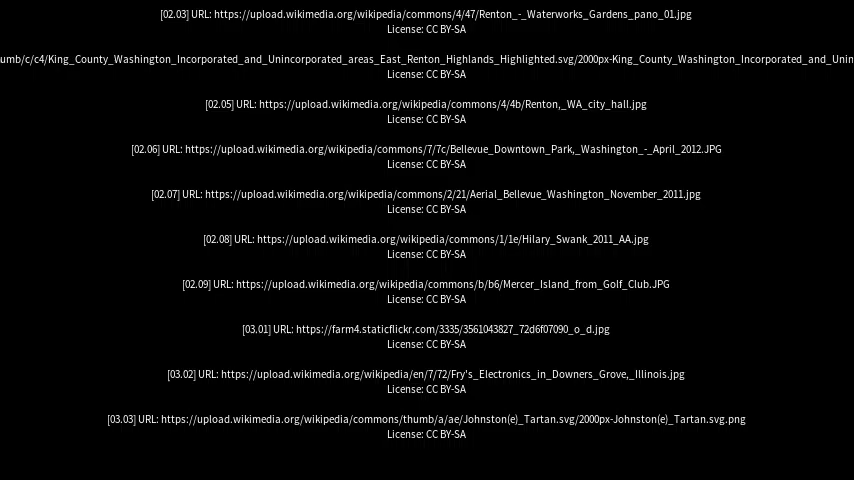 [02.03] URL: https://upload.wikimedia.org/wikipedia/commons/4/47/Renton_-_Waterworks_Gardens_pano_01.jpg
License: CC BY-SA
umb/c/c4/King_County_Washington_Incorporated_and_Unincorporated_areas_East_Renton_Highlands_Highlighted.svg/2000px-King_County_Washington_Incorporated_and_Unin
License: CC BY-SA
[02.05] URL: https://upload.wikimedia.org/wikipedia/commons/4/4b/Renton,_WA_city_hall.jpg
License: CC BY-SA
[02.06] URL: https://upload.wikimedia.org/wikipedia/commons/7/7c/Bellevue_Downtown_Park,_Washington_-_April_2012.JPG
License: CC BY-SA
[02.07] URL: https://upload.wikimedia.org/wikipedia/commons/2/21/Aerial_Bellevue_Washington_November_2011.jpg
License: CC BY-SA
[02.08] URL: https://upload.wikimedia.org/wikipedia/commons/1/1e/Hilary_Swank_2011_AA.jpg
License: CC BY-SA
[02.09] URL: https://upload.wikimedia.org/wikipedia/commons/b/b6/Mercer_Island_from_Golf_Club.JPG
License: CC BY-SA
[03.01] URL: https://farm4.staticflickr.com/3335/3561043827_72d6f07090_o_d.jpg
License: CC BY-SA
[03.02] URL: https://upload.wikimedia.org/wikipedia/en/7/72/Fry's_Electronics_in_Downers_Grove,_Illinois.jpg
License: CC BY-SA
[03.03] URL: https://upload.wikimedia.org/wikipedia/commons/thumb/a/ae/Johnston(e)_Tartan.svg/2000px-Johnston(e)_Tartan.svg.png
License: CC BY-SA